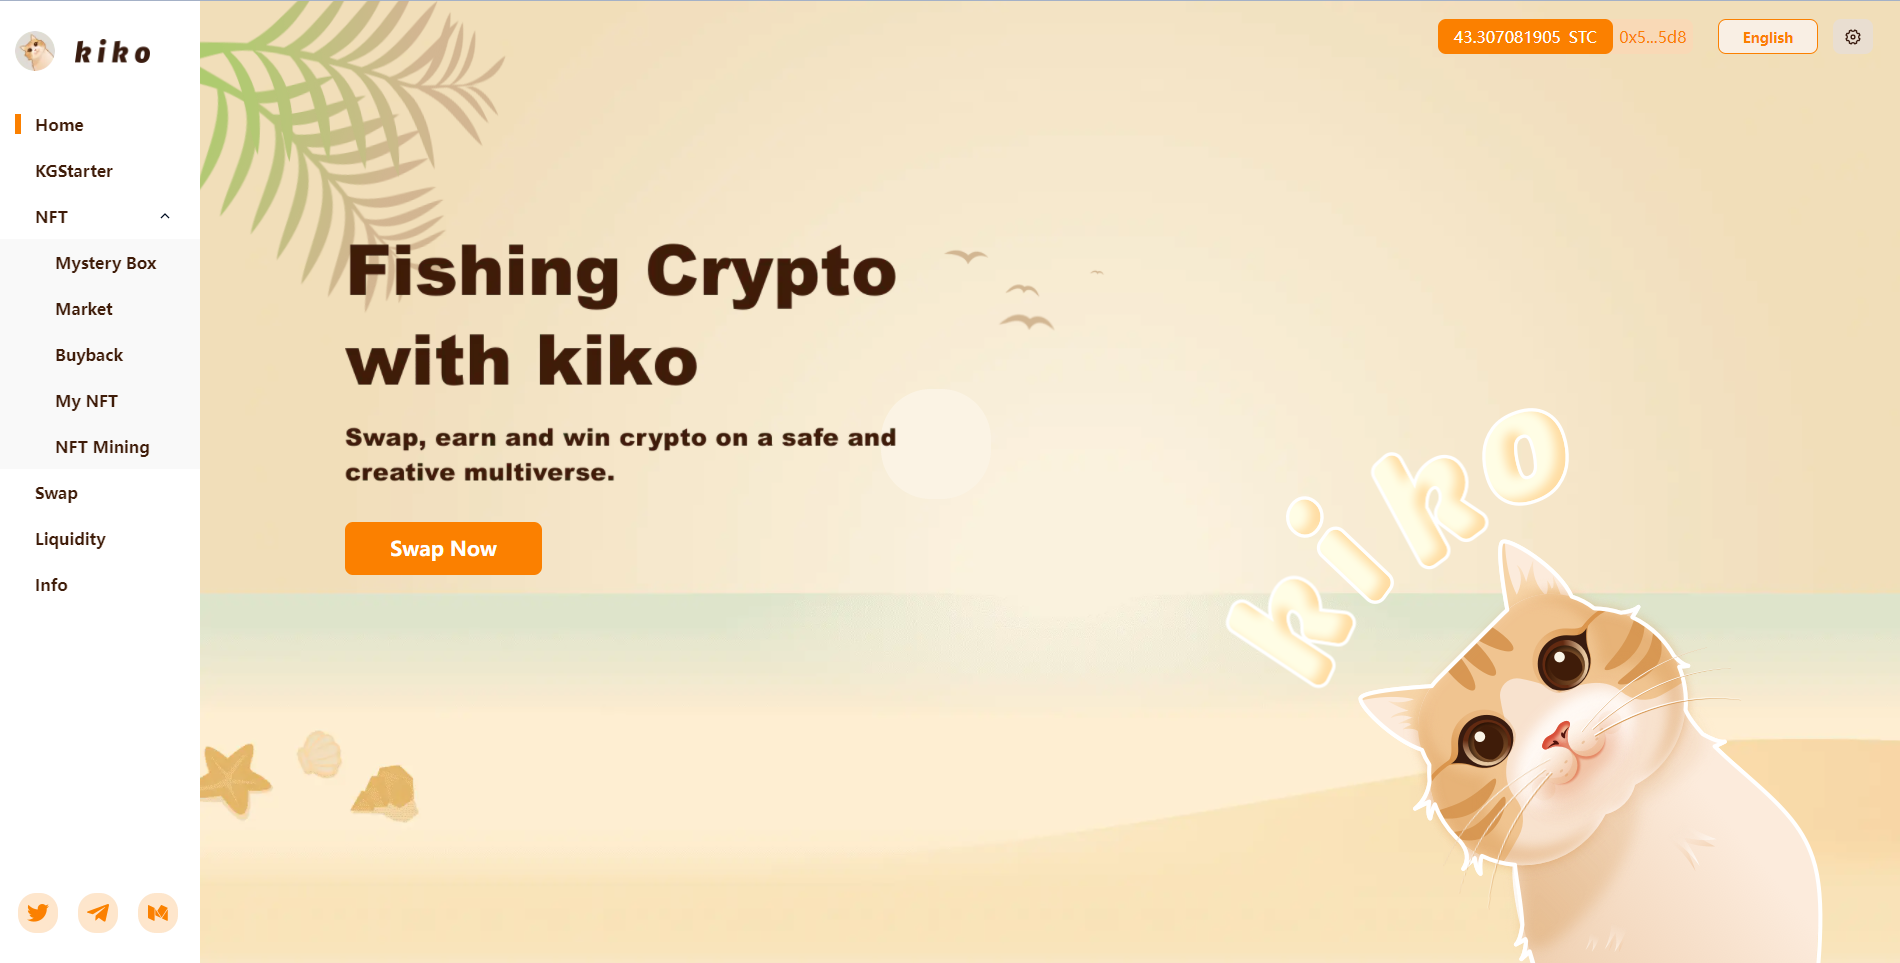 kiko
Home
KGStarter
NFT
Mystery Box
Market
Buyback
My NFT
NFT Mining
Swap
Liquidity
Info
43.307081905 STC 0x5...5d8 English
Fishing Crypto
with kiko
Swap, earn and win crypto on a safe and
creative multiverse.
Swap Now
kiko